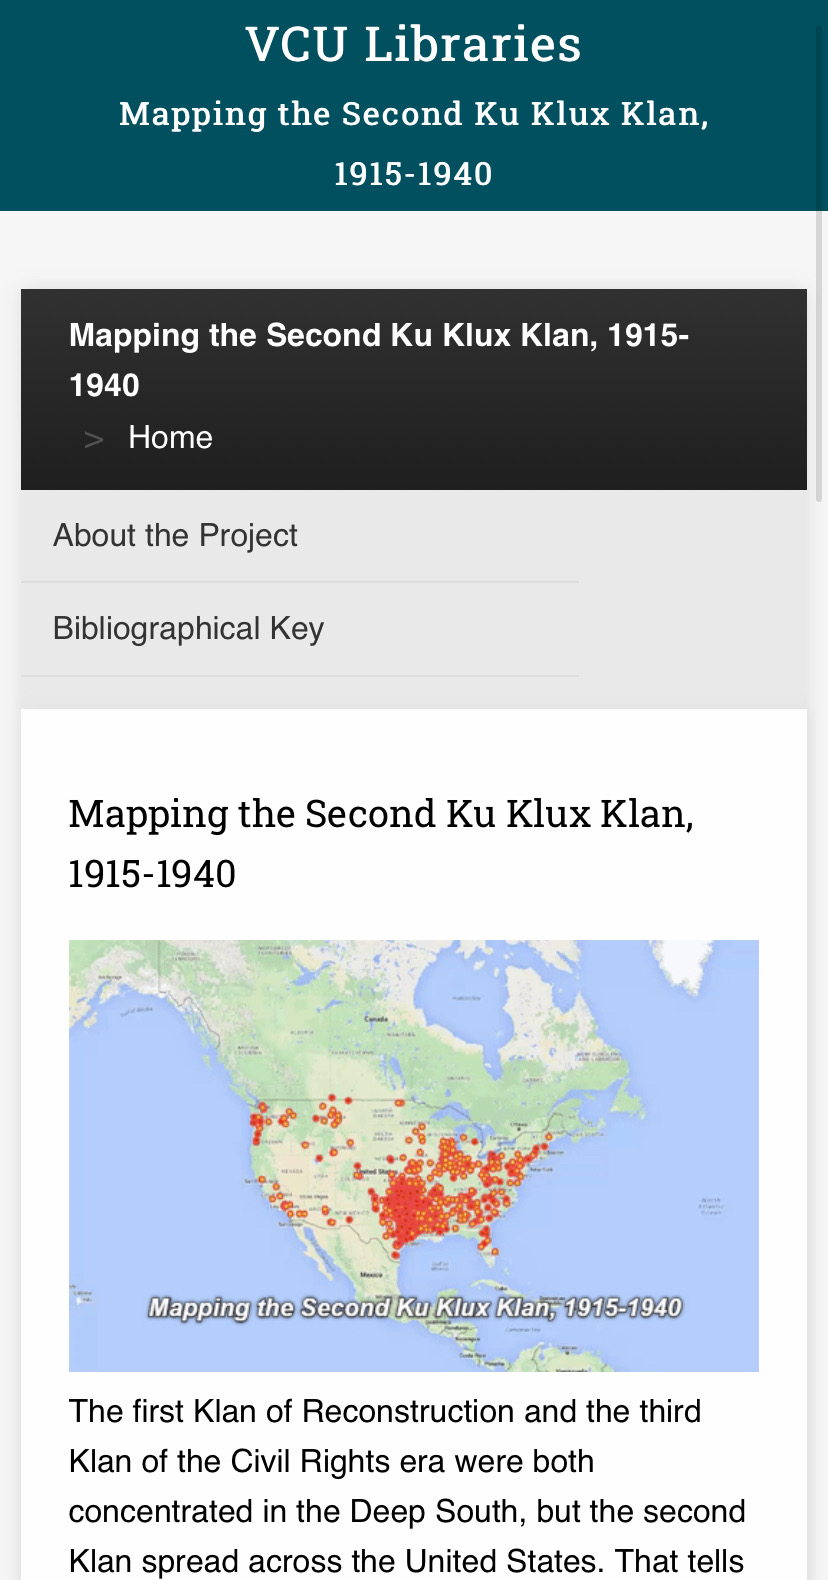 VCU Libraries
Mapping the Second Ku Klux Klan,
1915-1940
Mapping the Second Ku Klux Klan, 1915-
1940
> Home
About the Project
Bibliographical Key
Mapping the Second Ku Klux Klan,
1915-1940
Canada
United States
Mexico
Mapping the Second Ku Klux Klan, 1915-1940
The first Klan of Reconstruction and the third
Klan of the Civil Rights era were both
concentrated in the Deep South, but the second
Klan spread across the United States. That tells